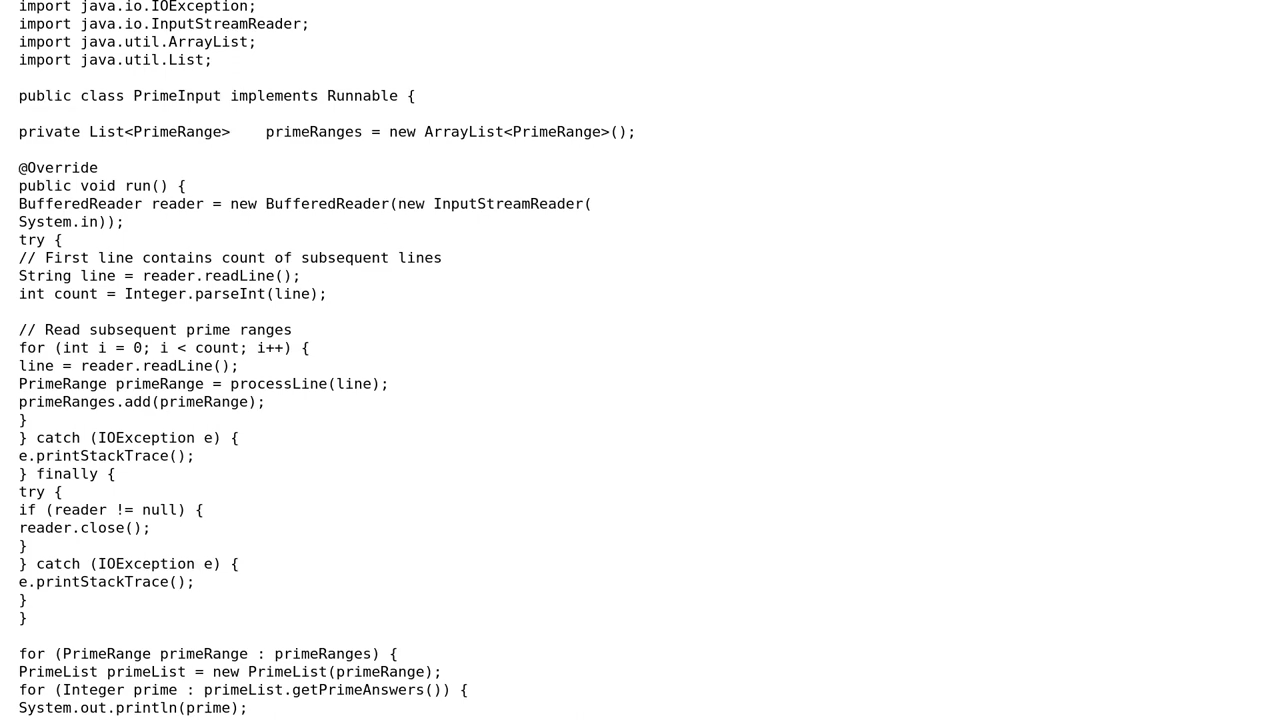 import java.io.IOException;
import java.io.InputStreamReader;
import java.util.ArrayList;
import java.util.List;

public class PrimeInput implements Runnable {

private List<PrimeRange>    primeRanges = new ArrayList<PrimeRange>();

@Override
public void run() {
BufferedReader reader = new BufferedReader(new InputStreamReader(
System.in));
try {
// First line contains count of subsequent lines
String line = reader.readLine();
int count = Integer.parseInt(line);

// Read subsequent prime ranges
for (int i = 0; i < count; i++) {
line = reader.readLine();
PrimeRange primeRange = processLine(line);
primeRanges.add(primeRange);
}
} catch (IOException e) {
e.printStackTrace();
} finally {
try {
if (reader != null) {
reader.close();
}
} catch (IOException e) {
e.printStackTrace();
}
}

for (PrimeRange primeRange : primeRanges) {
PrimeList primeList = new PrimeList(primeRange);
for (Integer prime : primeList.getPrimeAnswers()) {
System.out.println(prime);